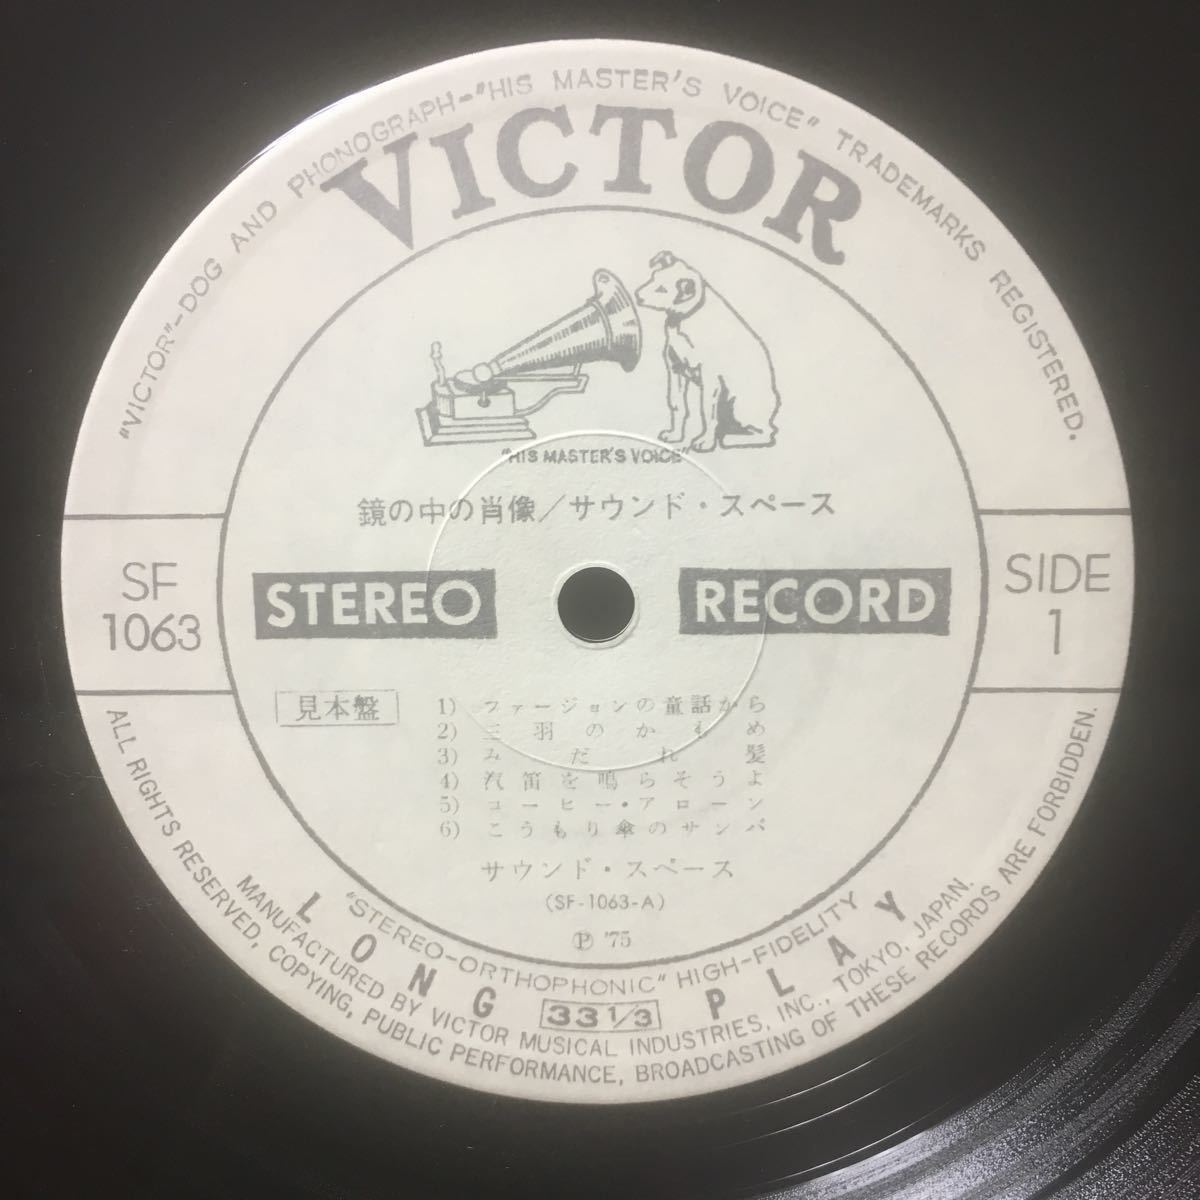 "VICTOR"-DOG AND PHONOGRAPH-"HIS MASTER'S VOICE" TRADEMARKS REGISTERED.
VICTOR
"HIS MASTER'S VOICE"
鏡の中の肖像/サウンド・スペース
SF
1063
STEREO
RECORD
SIDE
1
見本盤
1) ファージョンの童話から
2) 三羽のかもめ
3) みだれ髪
4) 汽笛を鳴らそうよ
5) コーヒー・アローン
6) こうもり傘のサンバ
サウンド・スペース
(SF-1063-A)
Ⓟ '75
"STEREO-ORTHOPHONIC" HIGH-FIDELITY
LONG 33 1/3 PLAY
MANUFACTURED BY VICTOR MUSICAL INDUSTRIES, INC., TOKYO, JAPAN.
ALL RIGHTS RESERVED, COPYING, PUBLIC PERFORMANCE, BROADCASTING OF THESE RECORDS ARE FORBIDDEN.